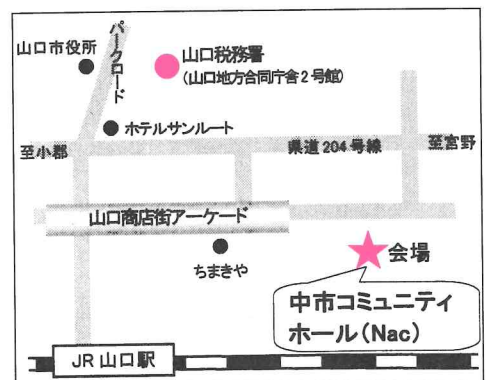 山口市役所
パークロード
山口税務署
(山口地方合同庁舎2号館)
ホテルサンルート
至小郡
県道204号線
至宮野
山口商店街アーケード
ちまきや
会場
中市コミュニティ
ホール(Nac)
JR山口駅